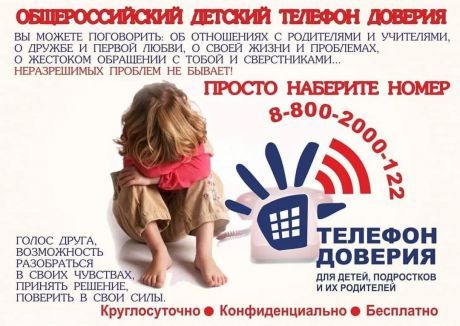 ОБЩЕРОССИЙСКИЙ ДЕТСКИЙ ТЕЛЕФОН ДОВЕРИЯ
ВЫ МОЖЕТЕ ПОГОВОРИТЬ: ОБ ОТНОШЕНИЯХ С РОДИТЕЛЯМИ И УЧИТЕЛЯМИ,
О ДРУЖБЕ И ПЕРВОЙ ЛЮБВИ, О СВОЕЙ ЖИЗНИ И ПРОБЛЕМАХ,
О ЖЕСТОКОМ ОБРАЩЕНИИ С ТОБОЙ И СВЕРСТНИКАМИ...
НЕРАЗРЕШИМЫХ ПРОБЛЕМ НЕ БЫВАЕТ!
ПРОСТО НАБЕРИТЕ НОМЕР
8-800-2000-122
ТЕЛЕФОН
ДОВЕРИЯ
ДЛЯ ДЕТЕЙ, ПОДРОСТКОВ
И ИХ РОДИТЕЛЕЙ
ГОЛОС ДРУГА,
ВОЗМОЖНОСТЬ
РАЗОБРАТЬСЯ
В СВОИХ ЧУВСТВАХ,
ПРИНЯТЬ РЕШЕНИЕ,
ПОВЕРИТЬ В СВОИ СИЛЫ.
Круглосуточно ● Конфиденциально ● Бесплатно